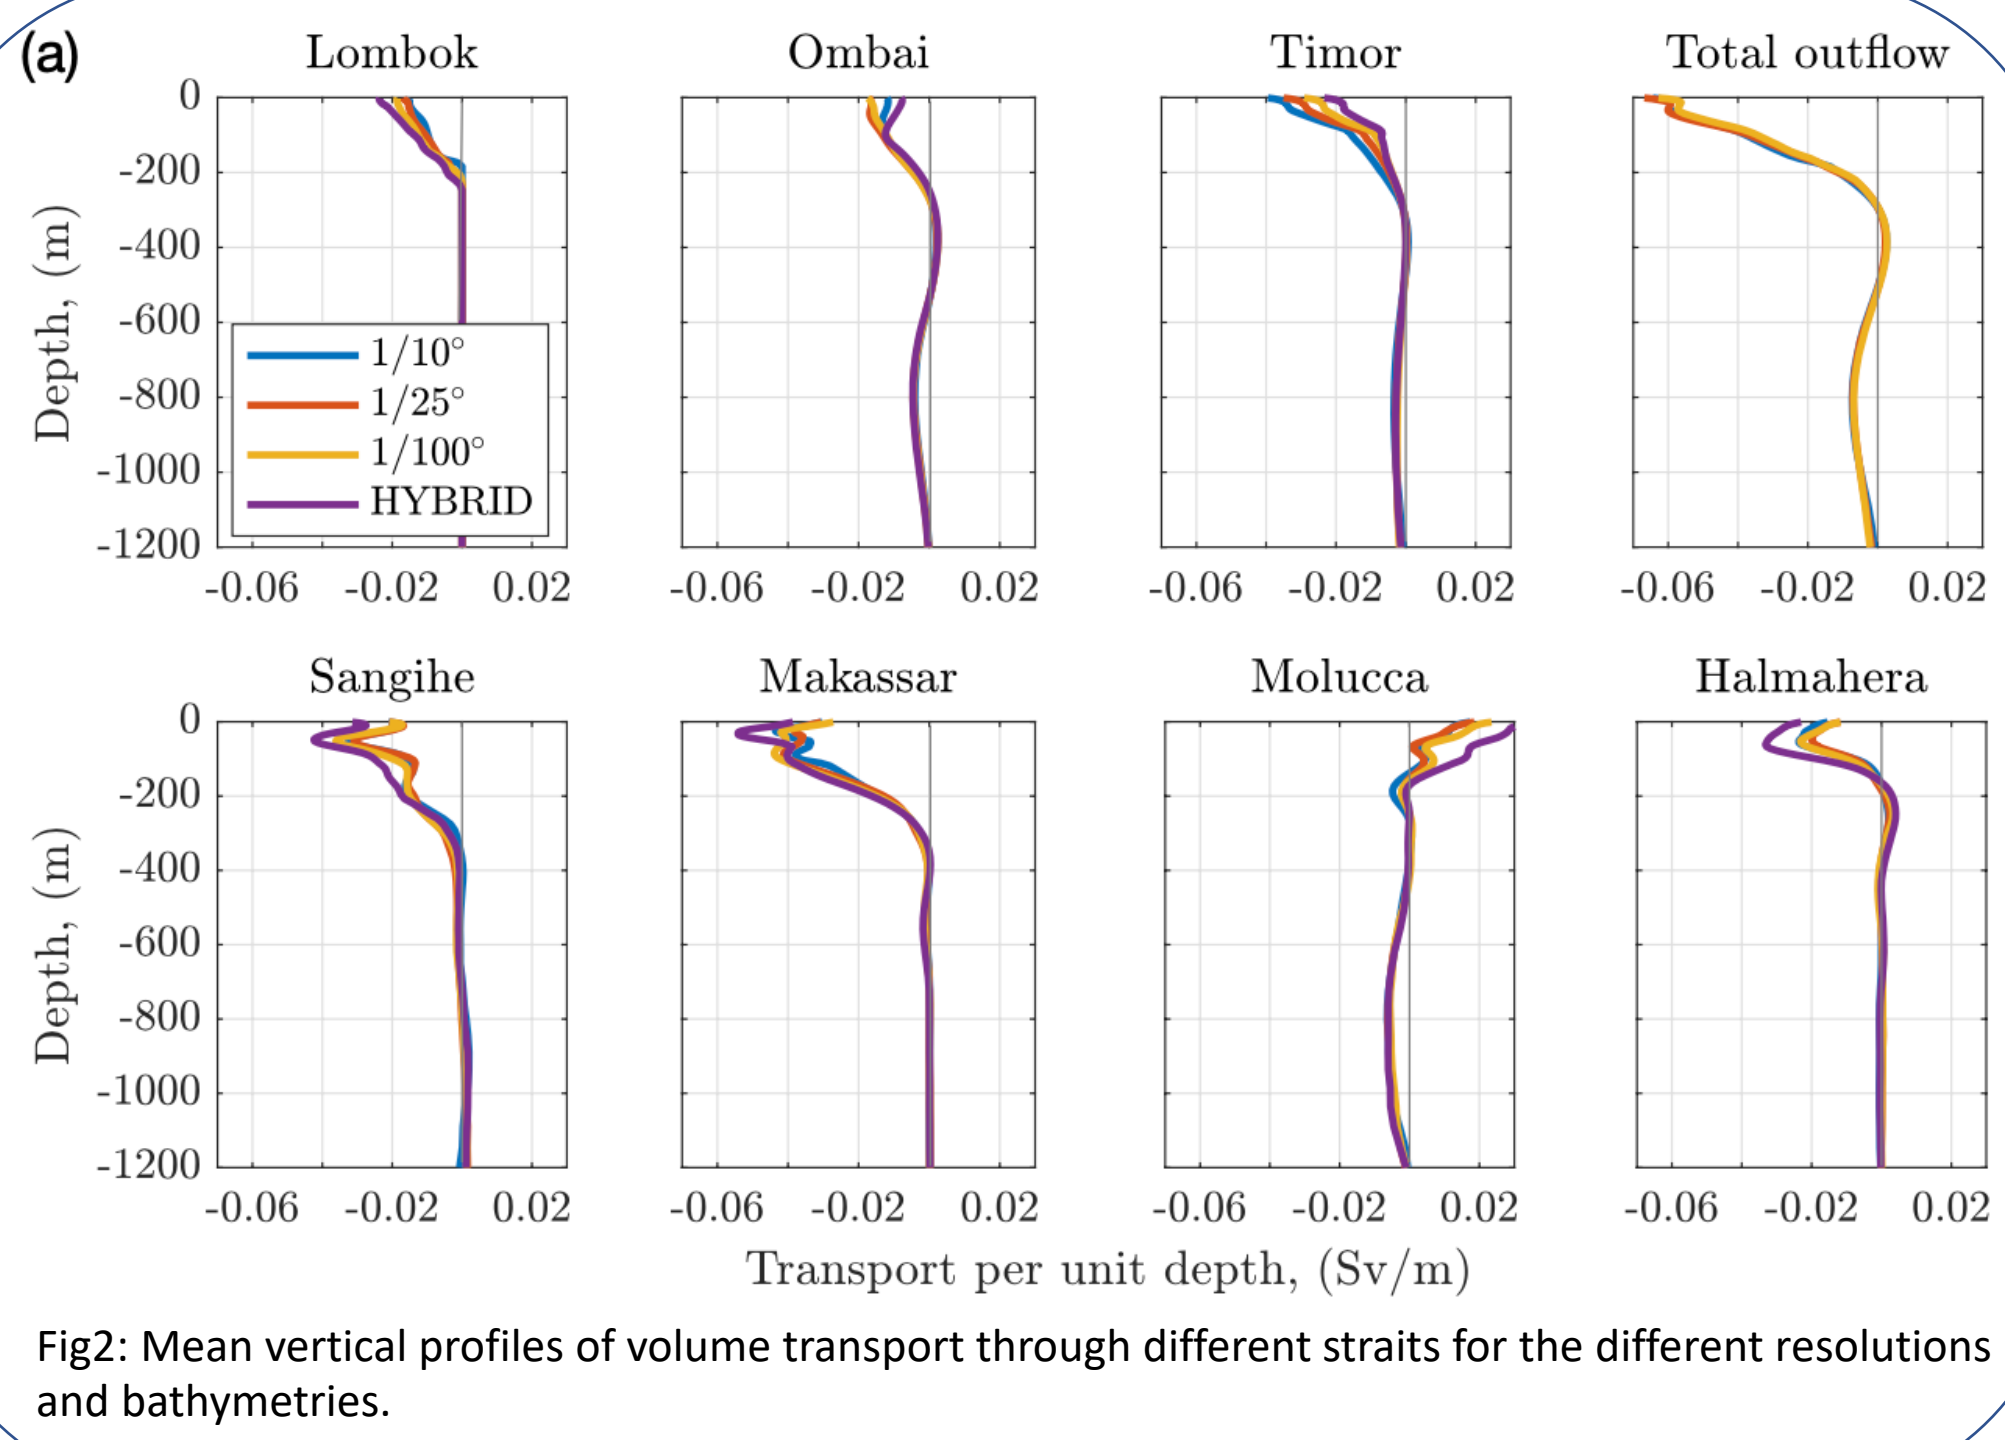 (a)
Lombok
Ombai
Timor
Total outflow
0
-200
-400
-600
-800
-1000
-1200
Depth, (m)
1/10°
1/25°
1/100°
HYBRID
-0.06 -0.02 0.02
-0.06 -0.02 0.02
-0.06 -0.02 0.02
-0.06 -0.02 0.02
Sangihe
Makassar
Molucca
Halmahera
0
-200
-400
-600
-800
-1000
-1200
Depth, (m)
-0.06 -0.02 0.02
-0.06 -0.02 0.02
-0.06 -0.02 0.02
-0.06 -0.02 0.02
Transport per unit depth, (Sv/m)
Fig2: Mean vertical profiles of volume transport through different straits for the different resolutions
and bathymetries.